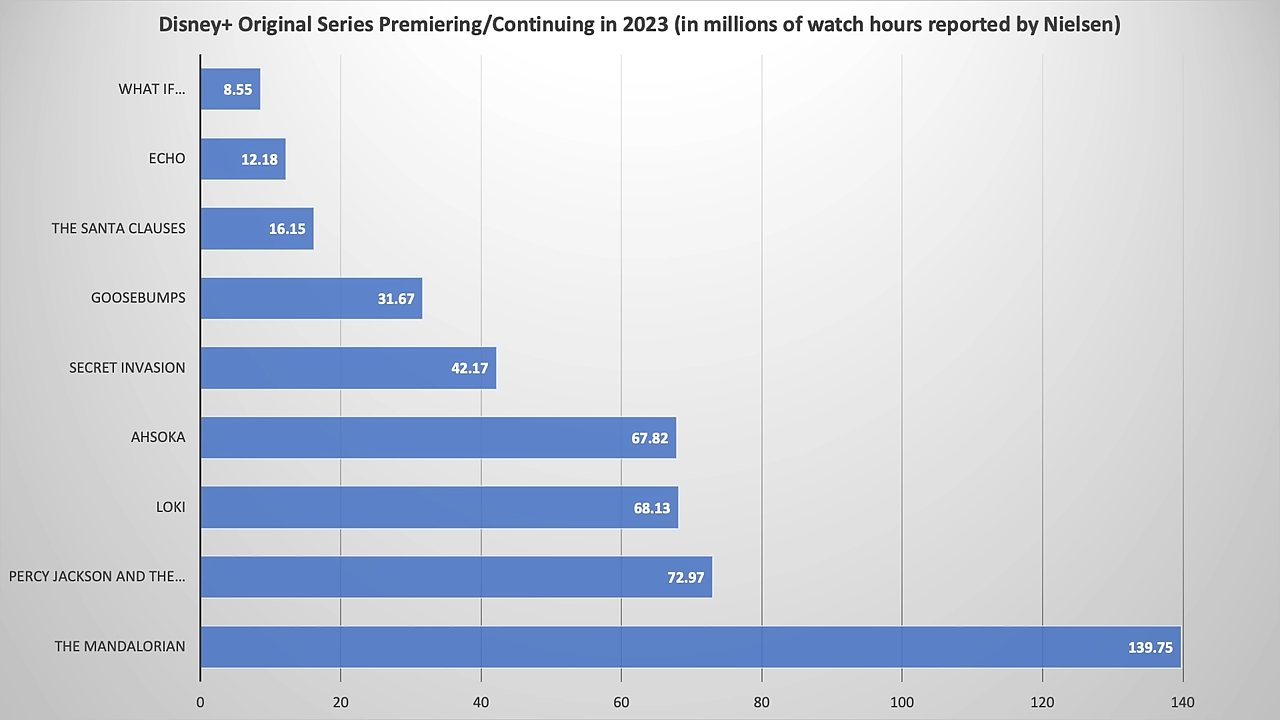 Disney+ Original Series Premiering/Continuing in 2023 (in millions of watch hours reported by Nielsen)
WHAT IF... 8.55
ECHO 12.18
THE SANTA CLAUSES 16.15
GOOSEBUMPS 31.67
SECRET INVASION 42.17
AHSOKA 67.82
LOKI 68.13
PERCY JACKSON AND THE... 72.97
THE MANDALORIAN 139.75
0 20 40 60 80 100 120 140